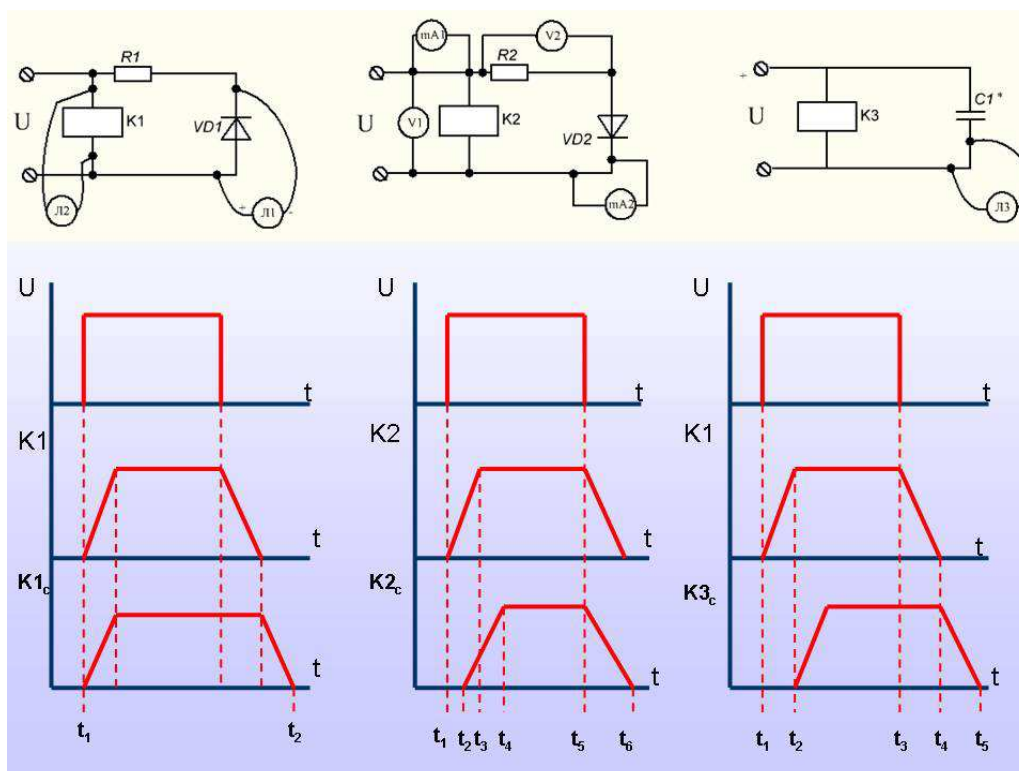 R1
U
K1
VD1
Л2
+ Л1 -
mA1
V2
R2
U
V1
K2
VD2
mA2
+
U
K3
C1*
Л3
U
t
K1
t
K1c
t
t1 t2
U
t
K2
t
K2c
t
t1 t2 t3 t4 t5 t6
U
t
K1
t
K3c
t
t1 t2 t3 t4 t5